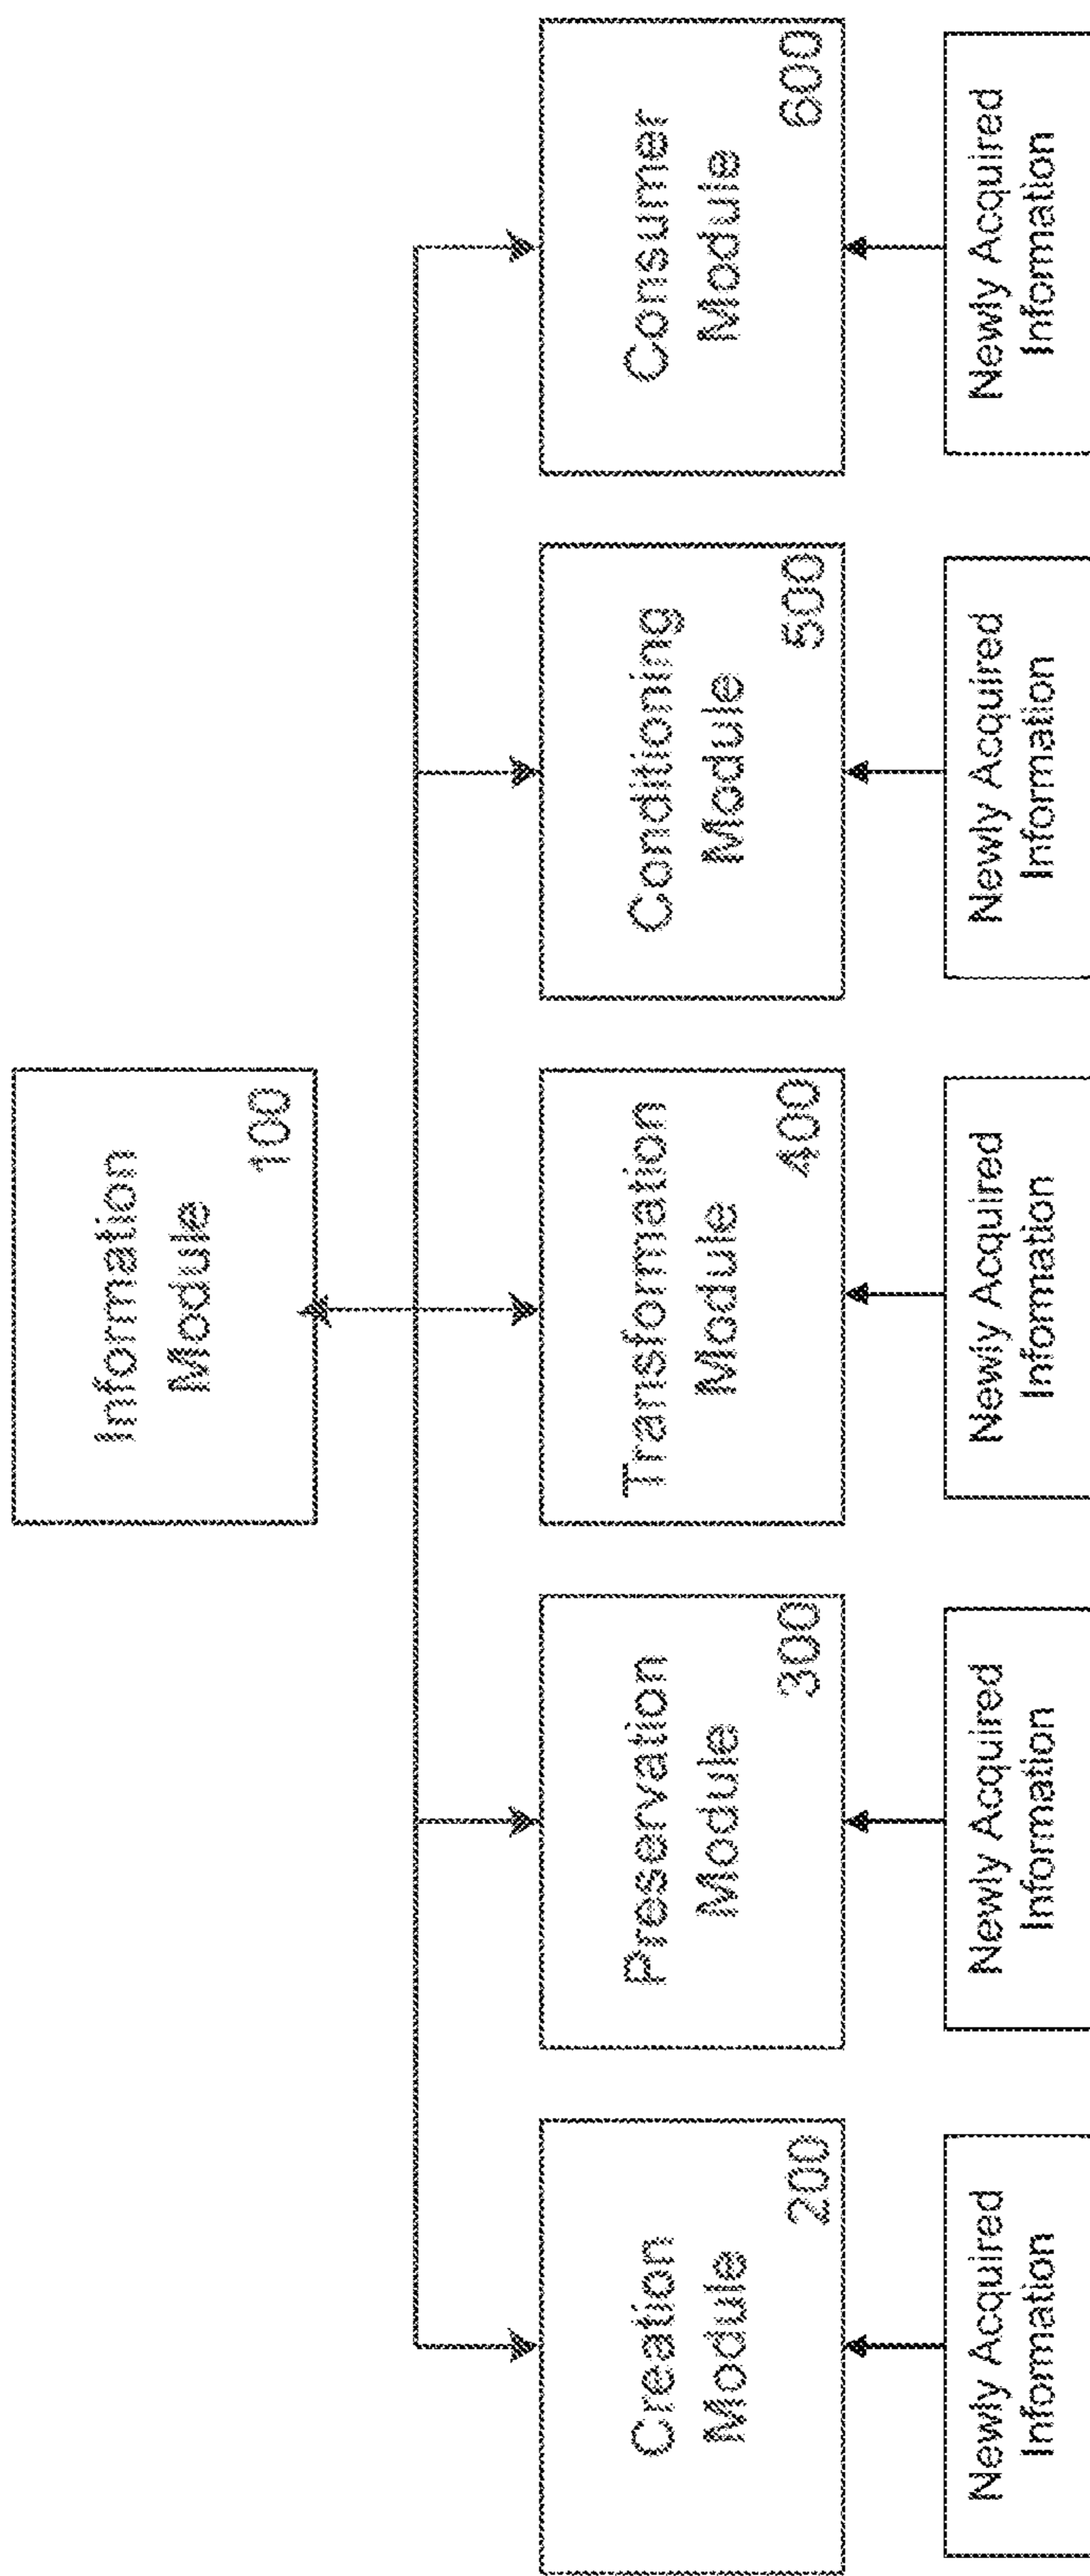 Information
Module
100
Creation
Module
200
Preservation
Module
300
Transformation
Module
400
Conditioning
Module
500
Consumer
Module
600
Newly Acquired
Information
Newly Acquired
Information
Newly Acquired
Information
Newly Acquired
Information
Newly Acquired
Information